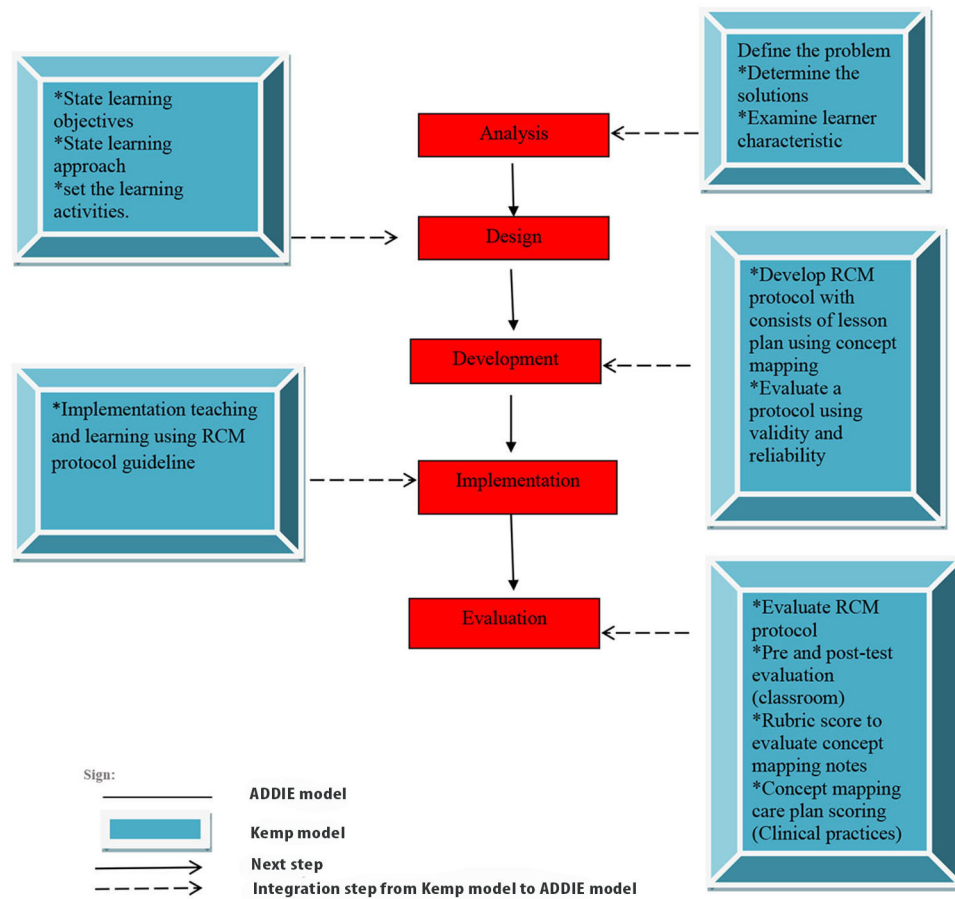 Define the problem
*Determine the
solutions
*Examine learner
characteristic
*State learning
objectives
*State learning
approach
*set the learning
activities.
Analysis
Design
*Develop RCM
protocol with
consists of lesson
plan using concept
mapping
*Evaluate a
protocol using
validity and
reliability
Development
*Implementation teaching
and learning using RCM
protocol guideline
Implementation
Evaluation
*Evaluate RCM
protocol
*Pre and post-test
evaluation
(classroom)
*Rubric score to
evaluate concept
mapping notes
*Concept mapping
care plan scoring
(Clinical practices)
Sign:
ADDIE model
Kemp model
Next step
Integration step from Kemp model to ADDIE model